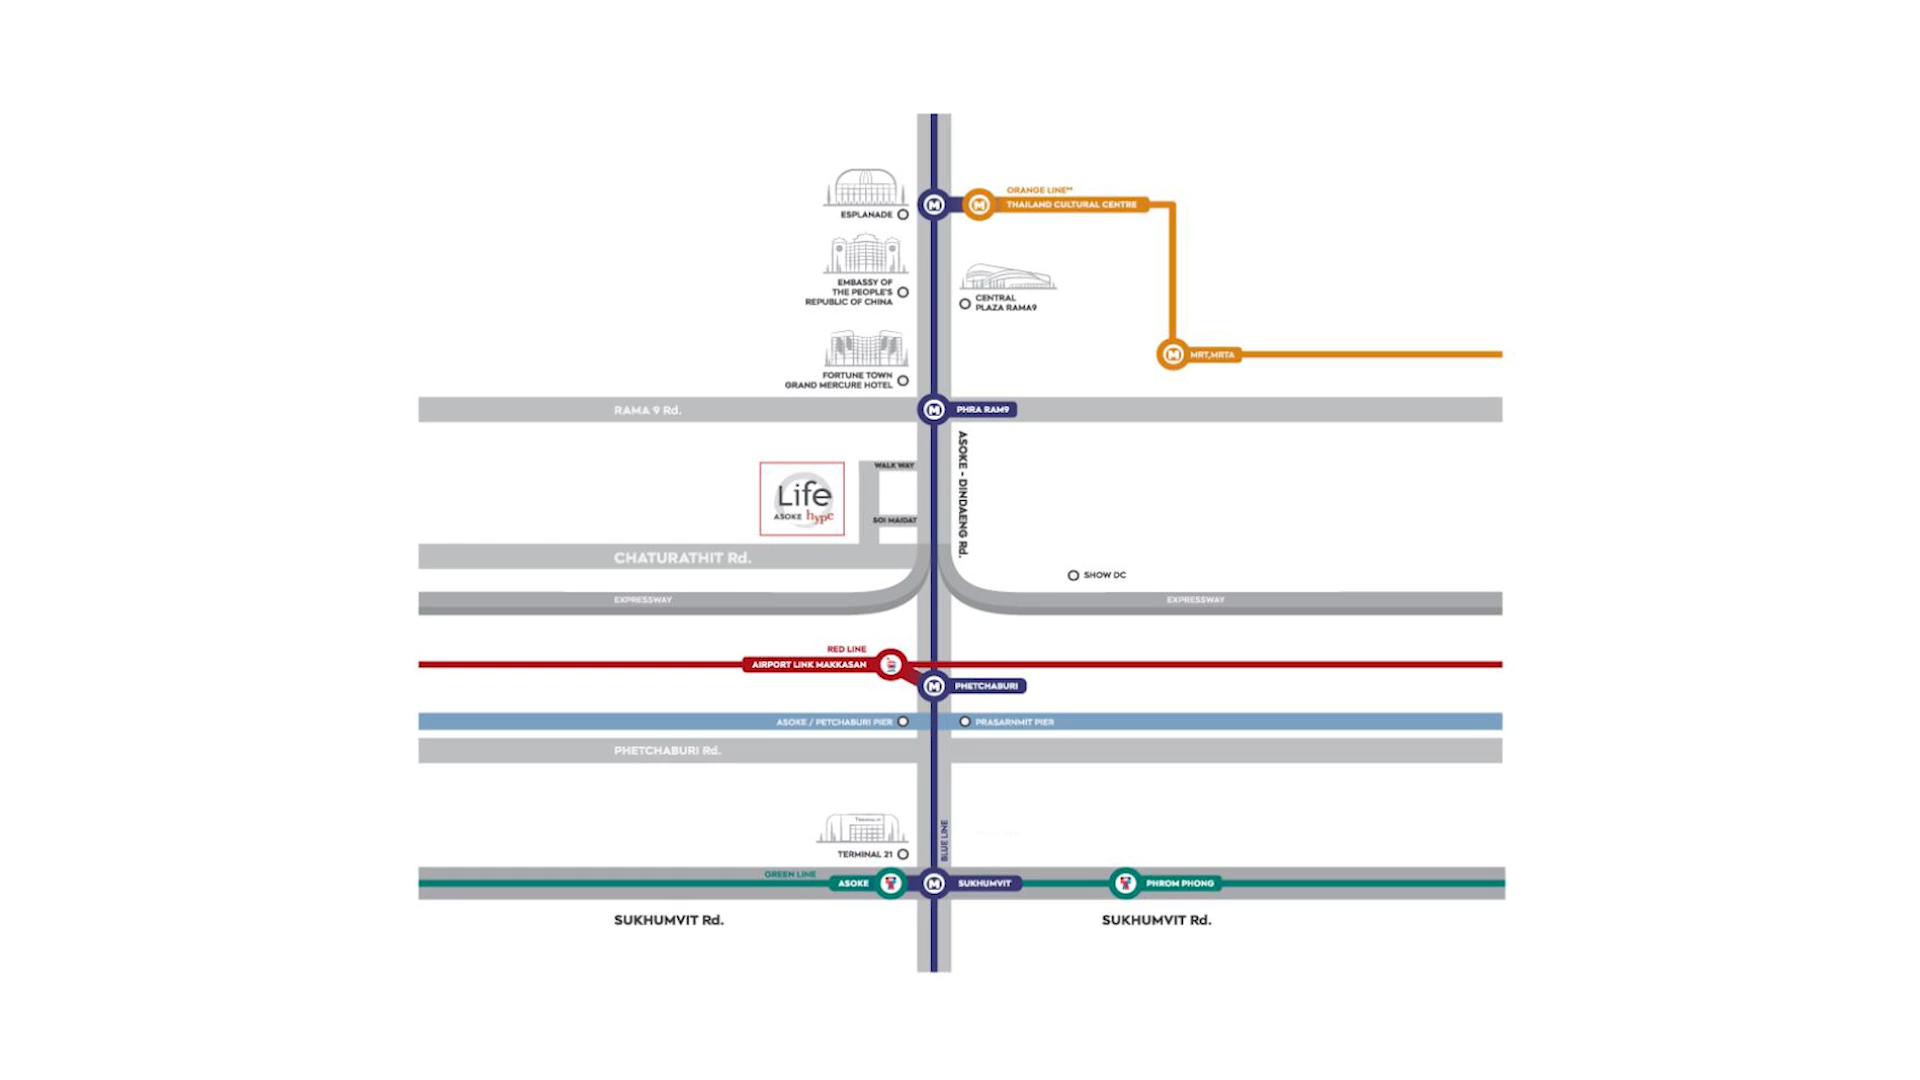 ORANGE LINE**
THAILAND CULTURAL CENTRE
ESPLANADE
EMBASSY OF
THE PEOPLE'S
REPUBLIC OF CHINA
CENTRAL
PLAZA RAMA9
MRT,MRTA
FORTUNE TOWN
GRAND MERCURE HOTEL
RAMA 9 Rd.
PHRA RAM9
ASOKE - DINDAENG Rd.
WALK WAY
Life
ASOKE hype
SOI MAIDAT
CHATURATHIT Rd.
SHOW DC
EXPRESSWAY
EXPRESSWAY
RED LINE
AIRPORT LINK MAKKASAN
PHETCHABURI
ASOKE / PETCHABURI PIER
PRASARNMIT PIER
PHETCHABURI Rd.
TERMINAL 21
TERMINAL 21
BLUE LINE
GREEN LINE
ASOKE
SUKHUMVIT
PHROM PHONG
SUKHUMVIT Rd.
SUKHUMVIT Rd.